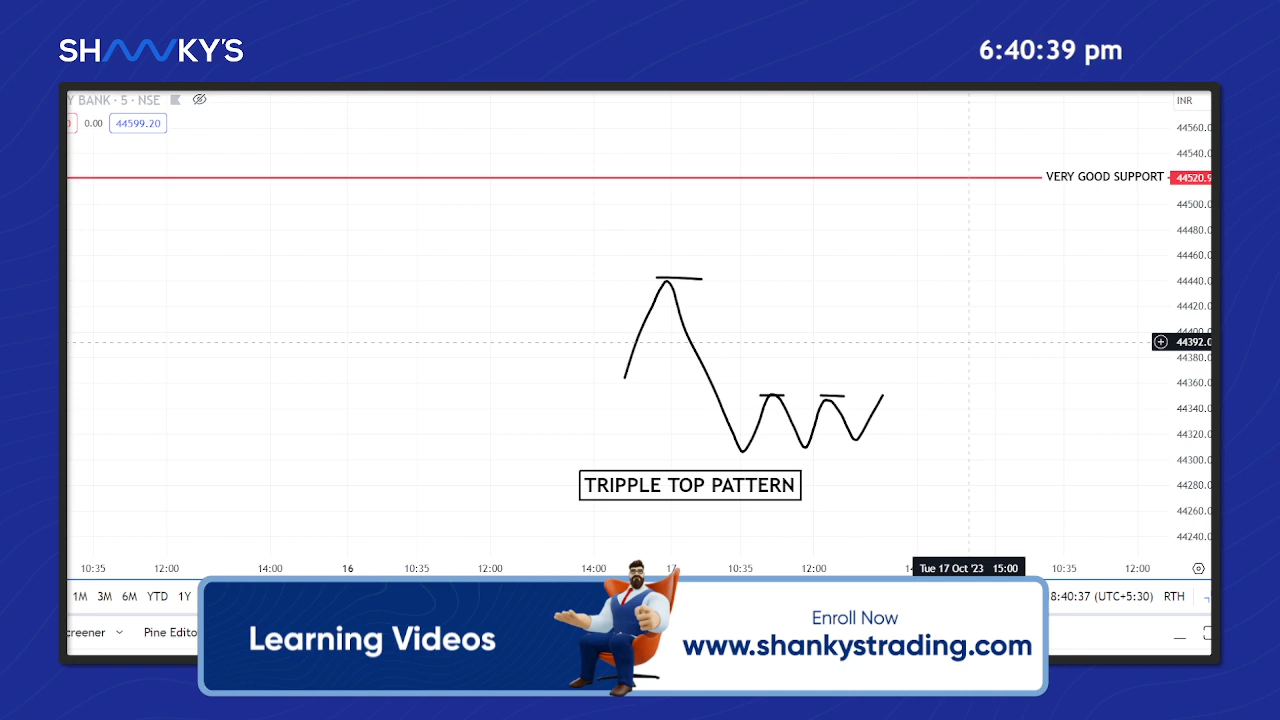 SHANKY'S
6:40:39 pm
Y BANK · 5 · NSE
INR
0.00
44599.20
44560.0
44540.0
VERY GOOD SUPPORT
44520.9
44500.0
44480.0
44460.0
44440.0
44420.0
44400.0
44392.0
44380.0
44360.0
44340.0
44320.0
44300.0
TRIPPLE TOP PATTERN
44280.0
44260.0
44240.0
10:35 12:00 14:00 16 10:35 12:00 14:00 17 10:35 12:00 Tue 17 Oct '23 15:00 10:35 12:00
1M 3M 6M YTD 1Y
8:40:37 (UTC+5:30) RTH
creener Pine Edito
Learning Videos
Enroll Now
www.shankystrading.com